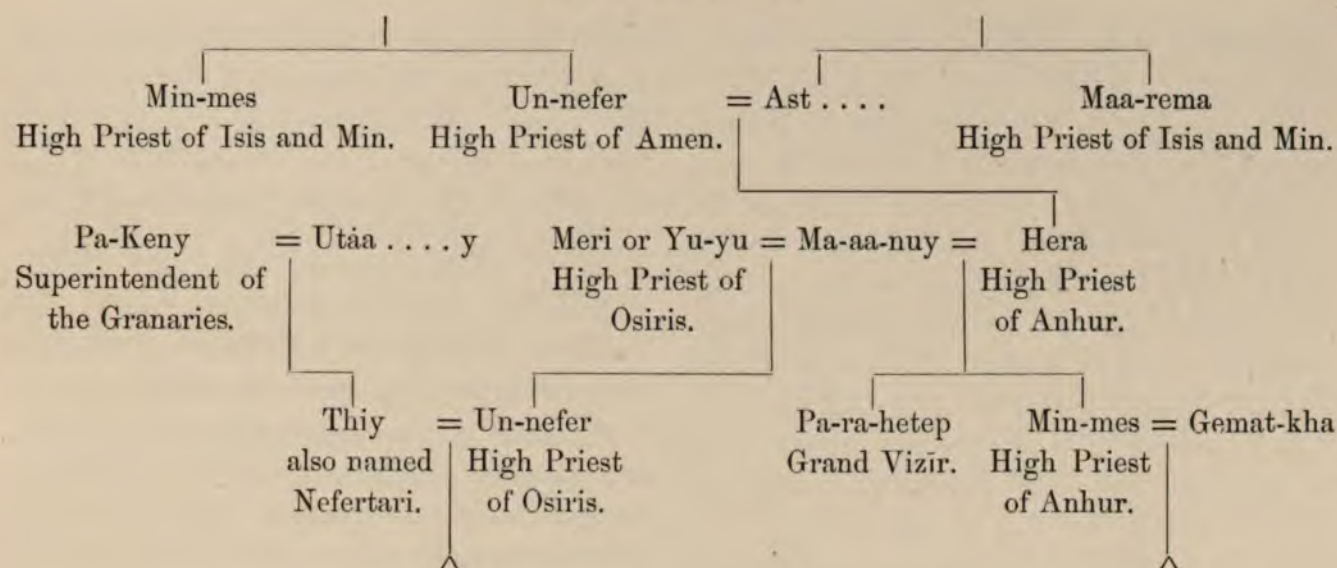 Min-mes Un-nefer = Ast . . . . Maa-rema
High Priest of Isis and Min. High Priest of Amen. High Priest of Isis and Min.
Pa-Keny = Utȧa . . . . y Meri or Yu-yu = Ma-aa-nuy = Hera
Superintendent of High Priest of High Priest
the Granaries. Osiris. of Anhur.
Thiy = Un-nefer Pa-ra-hetep Min-mes = Gemat-kha
also named High Priest Grand Vizīr. High Priest
Nefertari. of Osiris. of Anhur.